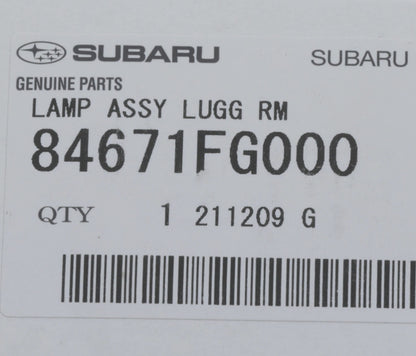 SUBARU SUBARU
GENUINE PARTS
LAMP ASSY LUGG RM
84671FG000
QTY 1 211209 G